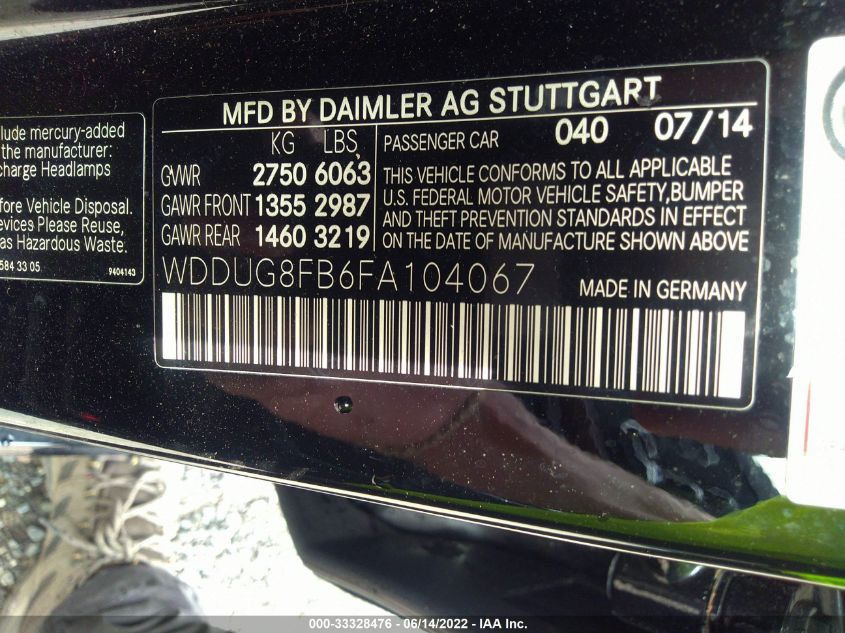 MFD BY DAIMLER AG STUTTGART
KG LBS
GVWR 2750 6063
GAWR FRONT 1355 2987
GAWR REAR 1460 3219
PASSENGER CAR 040 07/14
THIS VEHICLE CONFORMS TO ALL APPLICABLE
U.S. FEDERAL MOTOR VEHICLE SAFETY, BUMPER
AND THEFT PREVENTION STANDARDS IN EFFECT
ON THE DATE OF MANUFACTURE SHOWN ABOVE
WDDUG8FB6FA104067 MADE IN GERMANY
lude mercury-added
the manufacturer:
charge Headlamps
efore Vehicle Disposal.
evices Please Reuse,
as Hazardous Waste.
584 33 05 9404143
000-33328476 - 06/14/2022 - IAA Inc.